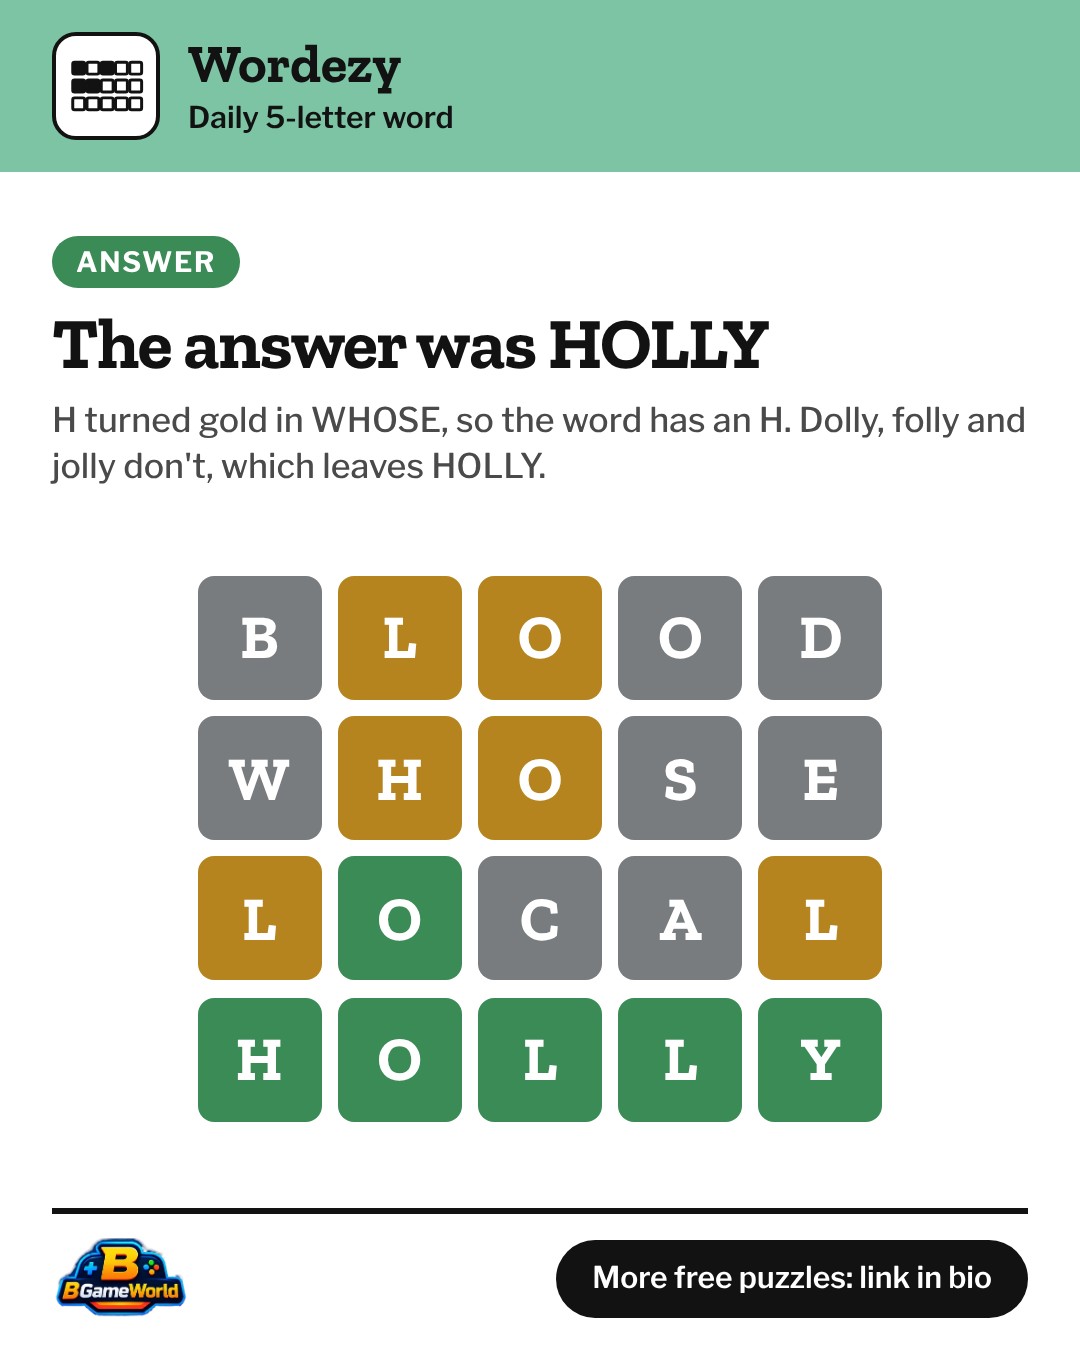 Wordezy
Daily 5-letter word
ANSWER
The answer was HOLLY
H turned gold in WHOSE, so the word has an H. Dolly, folly and
jolly don't, which leaves HOLLY.
B L O O D
W H O S E
L O C A L
H O L L Y
B
BGameWorld
More free puzzles: link in bio